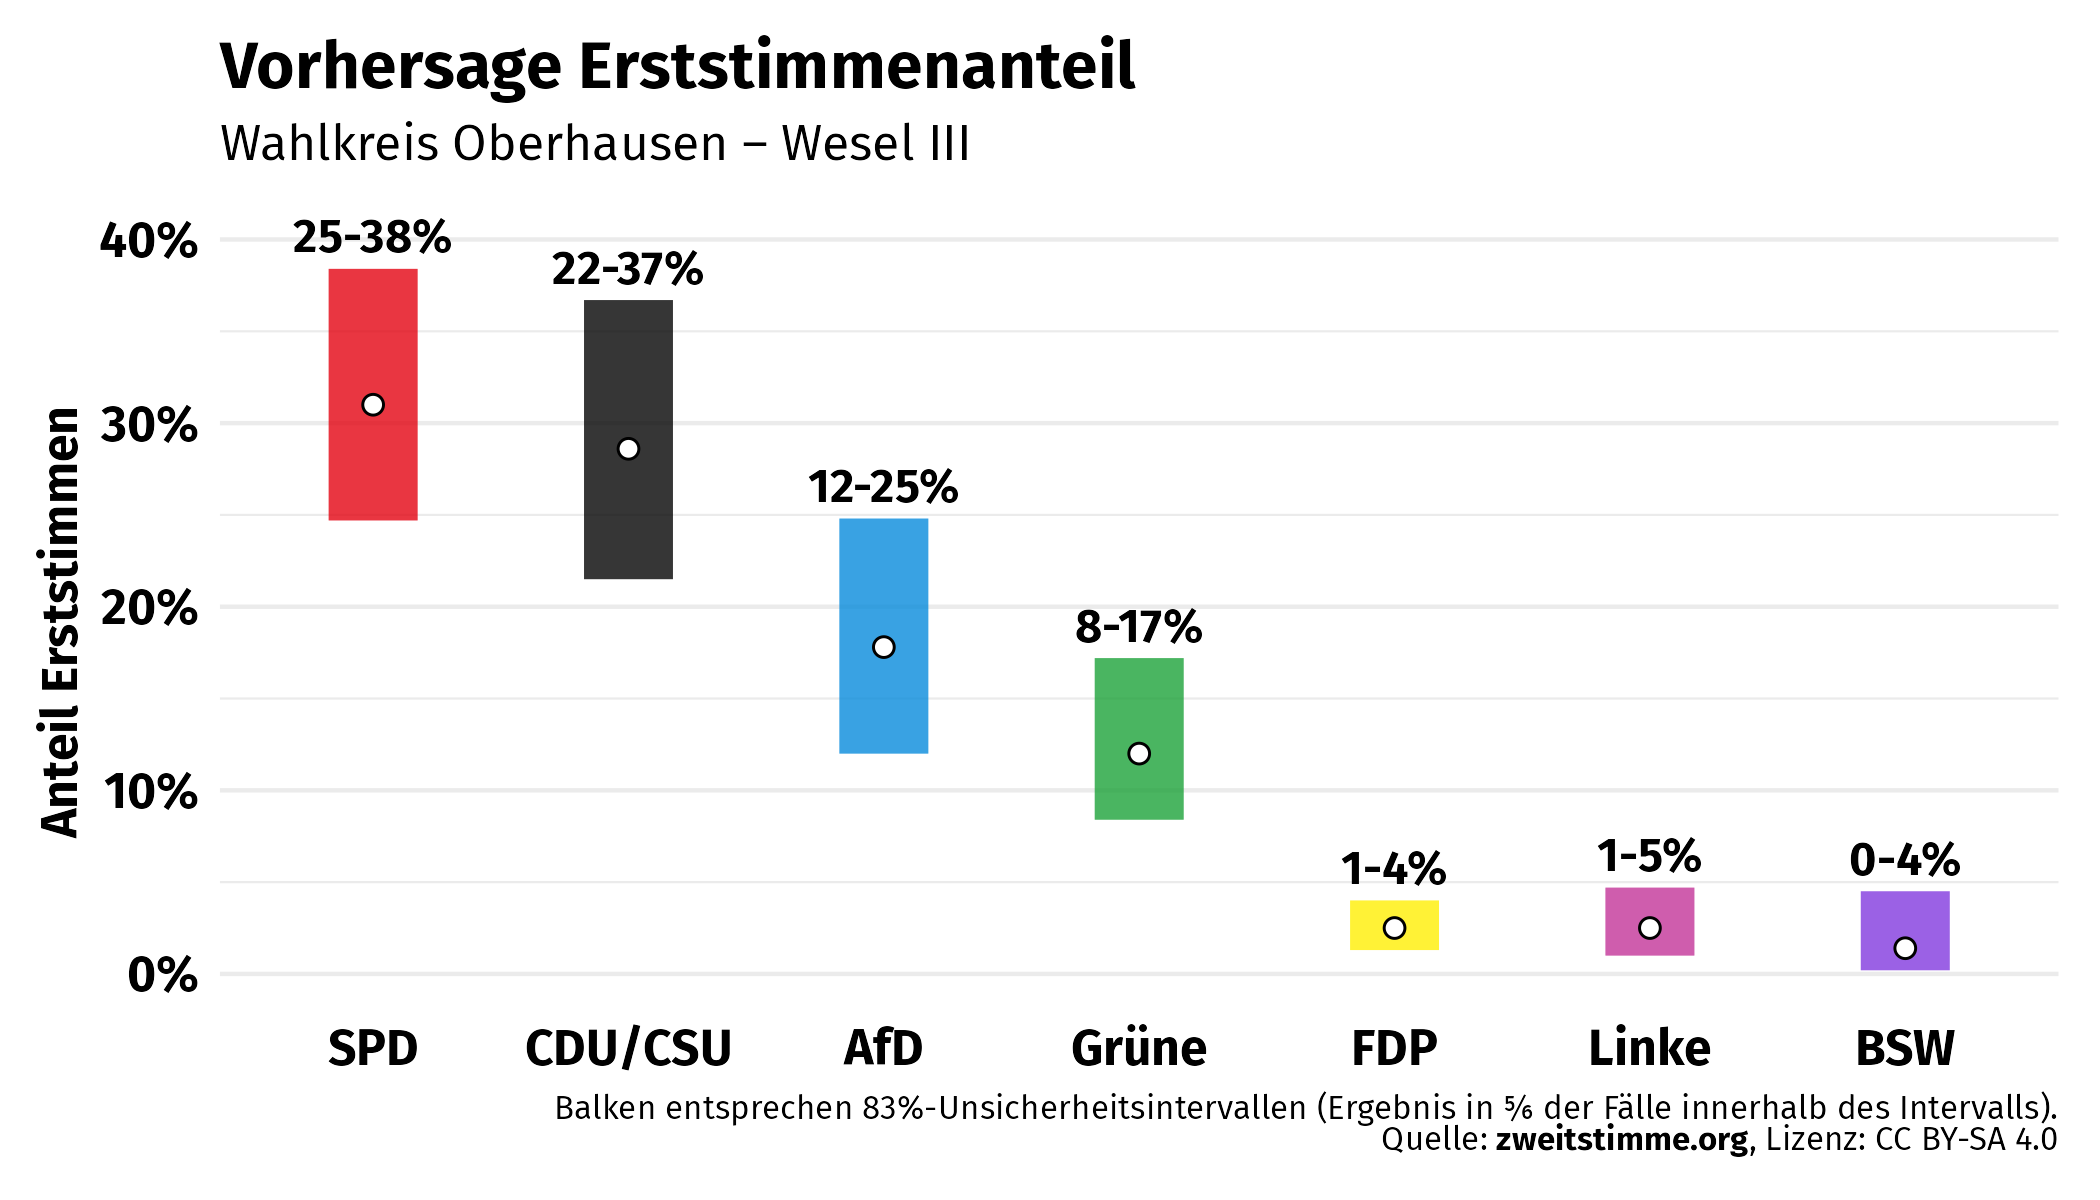 Vorhersage Erststimmenanteil
Wahlkreis Oberhausen – Wesel III
Anteil Erststimmen
40%
30%
20%
10%
0%
25-38%
22-37%
12-25%
8-17%
1-4%
1-5%
0-4%
SPD
CDU/CSU
AfD
Grüne
FDP
Linke
BSW
Balken entsprechen 83%-Unsicherheitsintervallen (Ergebnis in ⅚ der Fälle innerhalb des Intervalls).
Quelle: zweitstimme.org, Lizenz: CC BY-SA 4.0